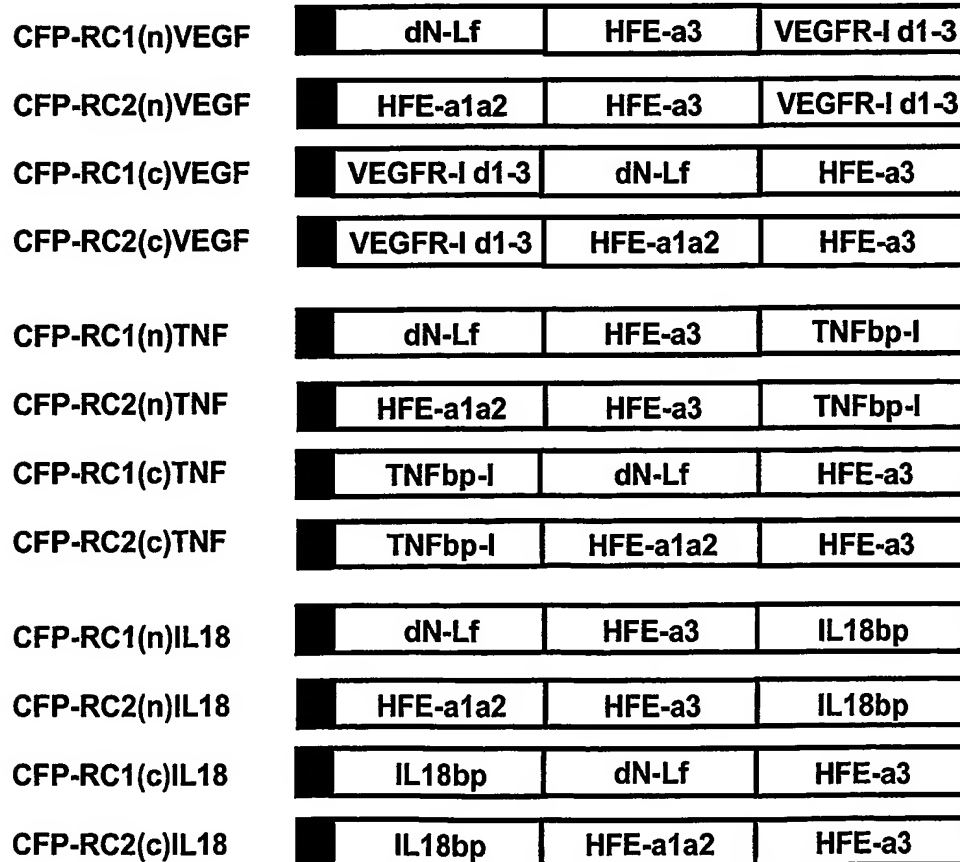 CFP-RC1(n)VEGF dN-Lf HFE-a3 VEGFR-I d1-3
CFP-RC2(n)VEGF HFE-a1a2 HFE-a3 VEGFR-I d1-3
CFP-RC1(c)VEGF VEGFR-I d1-3 dN-Lf HFE-a3
CFP-RC2(c)VEGF VEGFR-I d1-3 HFE-a1a2 HFE-a3
CFP-RC1(n)TNF dN-Lf HFE-a3 TNFbp-I
CFP-RC2(n)TNF HFE-a1a2 HFE-a3 TNFbp-I
CFP-RC1(c)TNF TNFbp-I dN-Lf HFE-a3
CFP-RC2(c)TNF TNFbp-I HFE-a1a2 HFE-a3
CFP-RC1(n)IL18 dN-Lf HFE-a3 IL18bp
CFP-RC2(n)IL18 HFE-a1a2 HFE-a3 IL18bp
CFP-RC1(c)IL18 IL18bp dN-Lf HFE-a3
CFP-RC2(c)IL18 IL18bp HFE-a1a2 HFE-a3